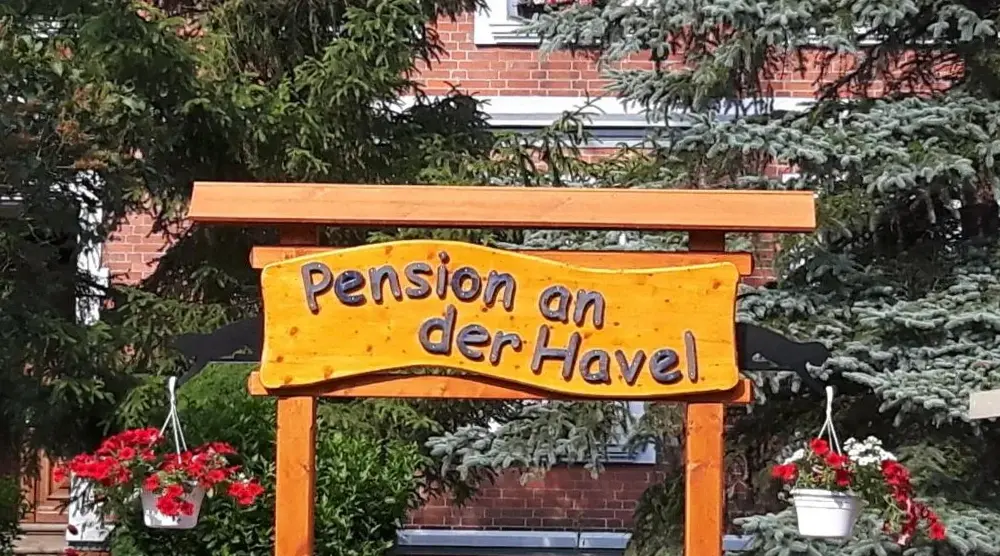 Pension an
der Havel